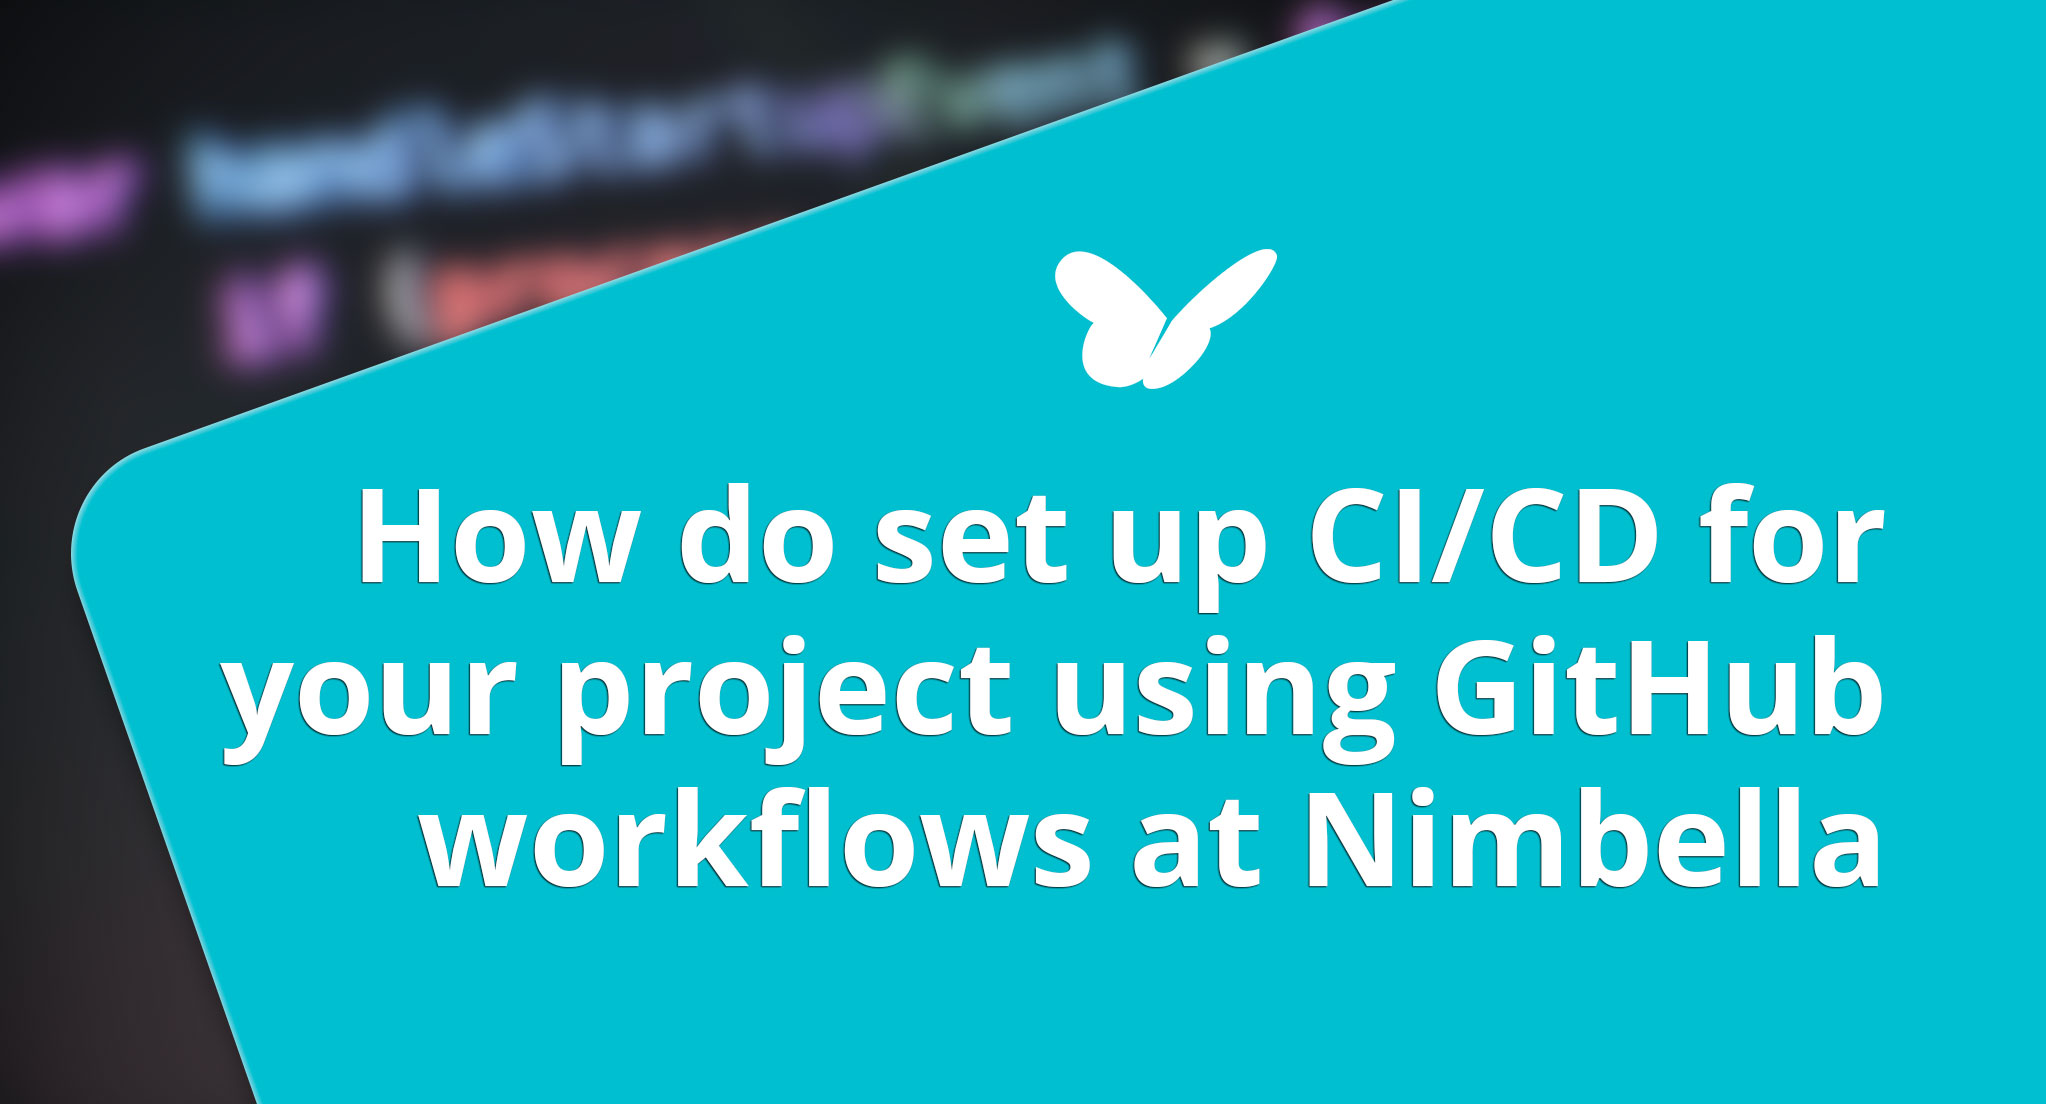 How do set up CI/CD for
your project using GitHub
workflows at Nimbella